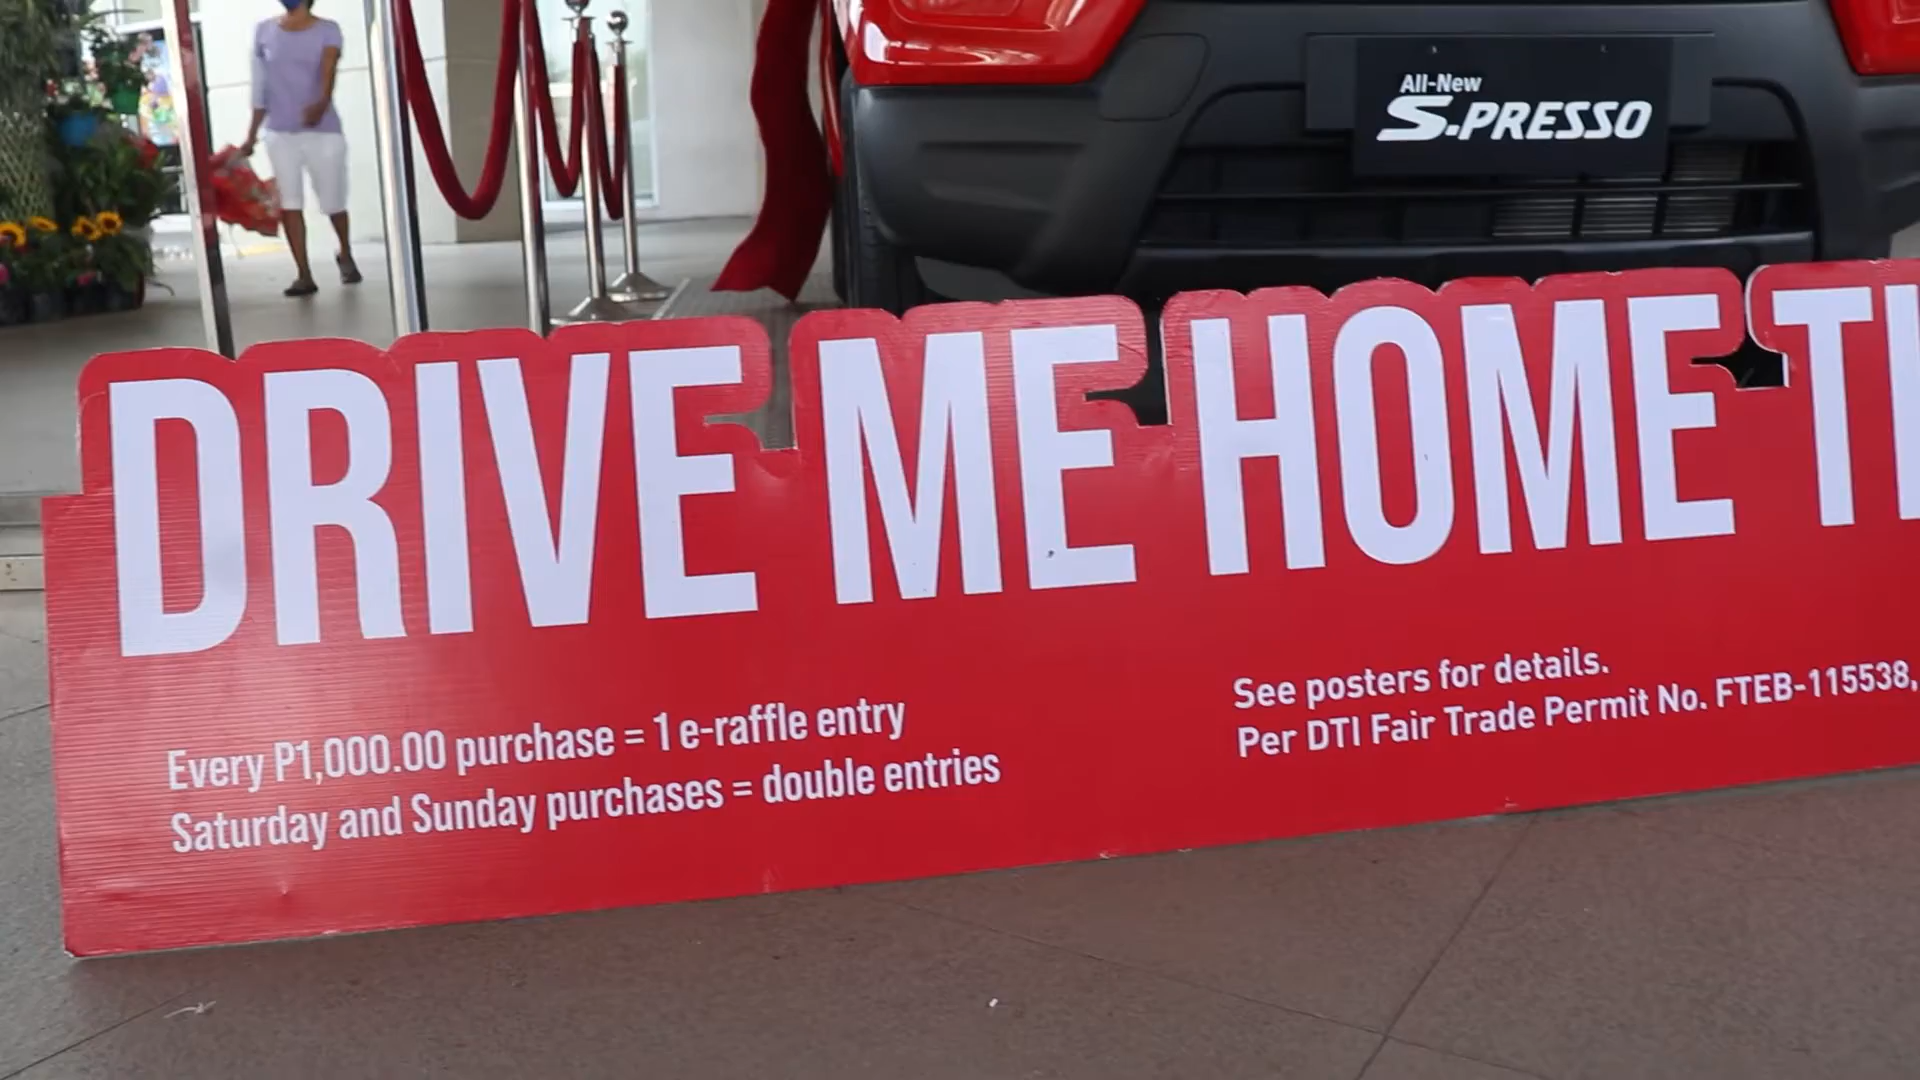 All-New
S-PRESSO
DRIVE ME HOME
Every P1,000.00 purchase = 1 e-raffle entry
Saturday and Sunday purchases = double entries
See posters for details.
Per DTI Fair Trade Permit No. FTEB-115538,